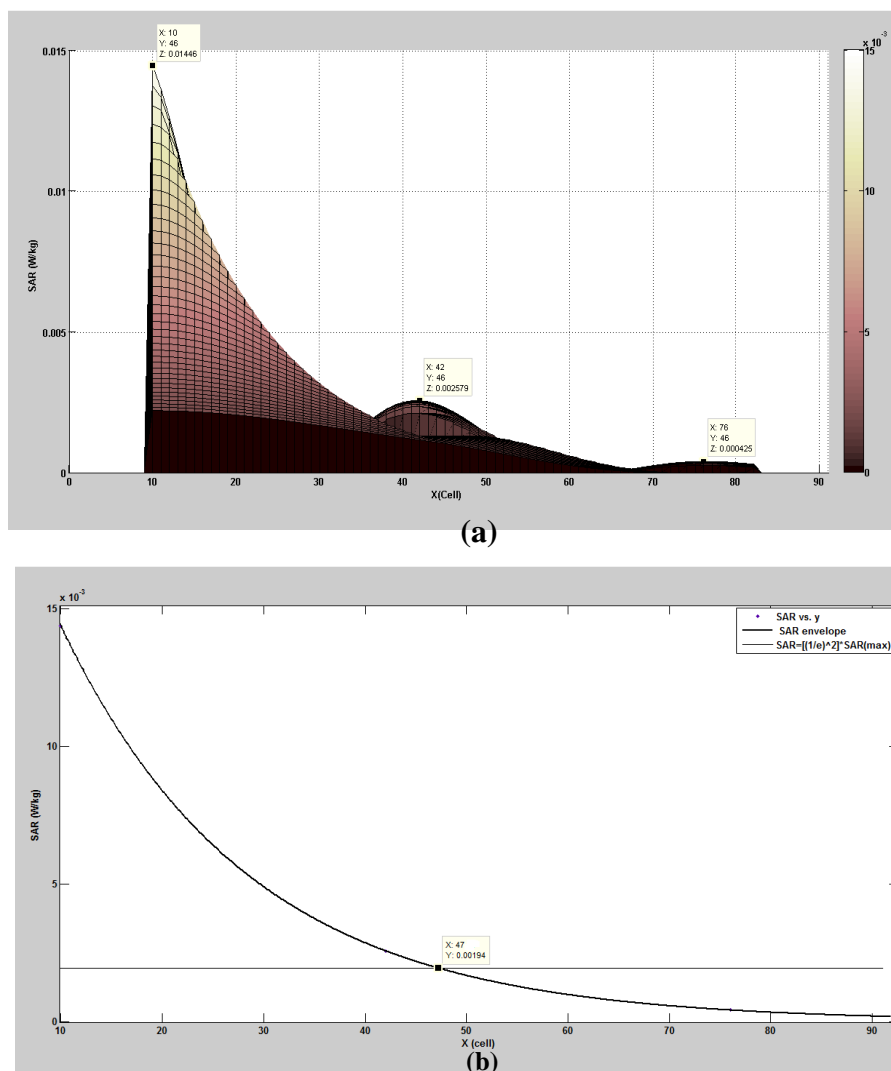 x 10⁻³
0.015
15
X: 10
Y: 46
Z: 0.01446
0.01
10
SAR (W/kg)
0.005
5
X: 42
Y: 46
Z: 0.002579
X: 76
Y: 46
Z: 0.000425
0
0
0 10 20 30 40 50 60 70 80 90
X(Cell)
(a)
x 10⁻³
15
SAR vs. y
SAR envelope
SAR=[(1/e)^2]*SAR(max)
10
SAR (W/kg)
5
X: 47
Y: 0.00194
0
10 20 30 40 50 60 70 80 90
X (cell)
(b)